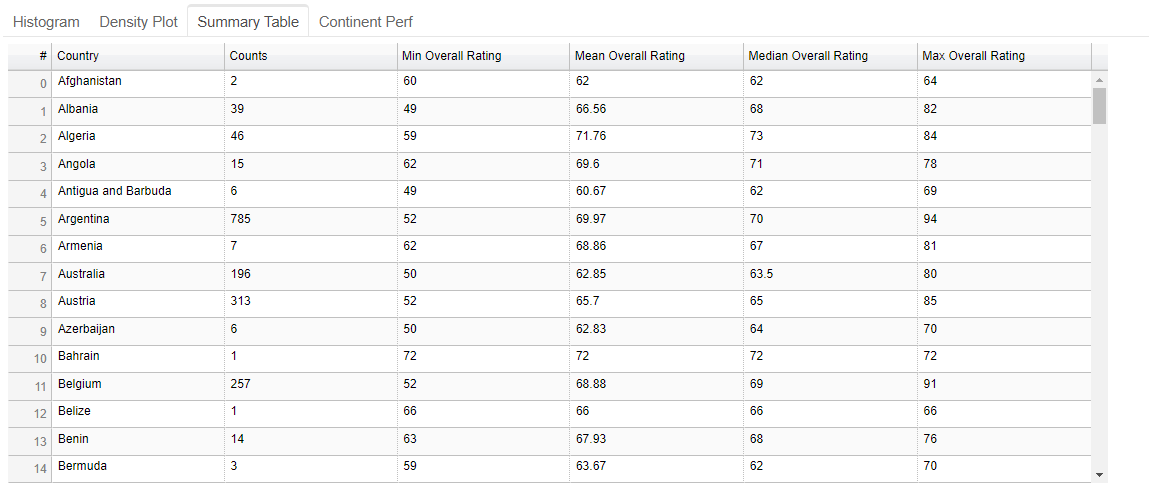 Histogram Density Plot Summary Table Continent Perf
# Country Counts Min Overall Rating Mean Overall Rating Median Overall Rating Max Overall Rating
0 Afghanistan 2 60 62 62 64
1 Albania 39 49 66.56 68 82
2 Algeria 46 59 71.76 73 84
3 Angola 15 62 69.6 71 78
4 Antigua and Barbuda 6 49 60.67 62 69
5 Argentina 785 52 69.97 70 94
6 Armenia 7 62 68.86 67 81
7 Australia 196 50 62.85 63.5 80
8 Austria 313 52 65.7 65 85
9 Azerbaijan 6 50 62.83 64 70
10 Bahrain 1 72 72 72 72
11 Belgium 257 52 68.88 69 91
12 Belize 1 66 66 66 66
13 Benin 14 63 67.93 68 76
14 Bermuda 3 59 63.67 62 70